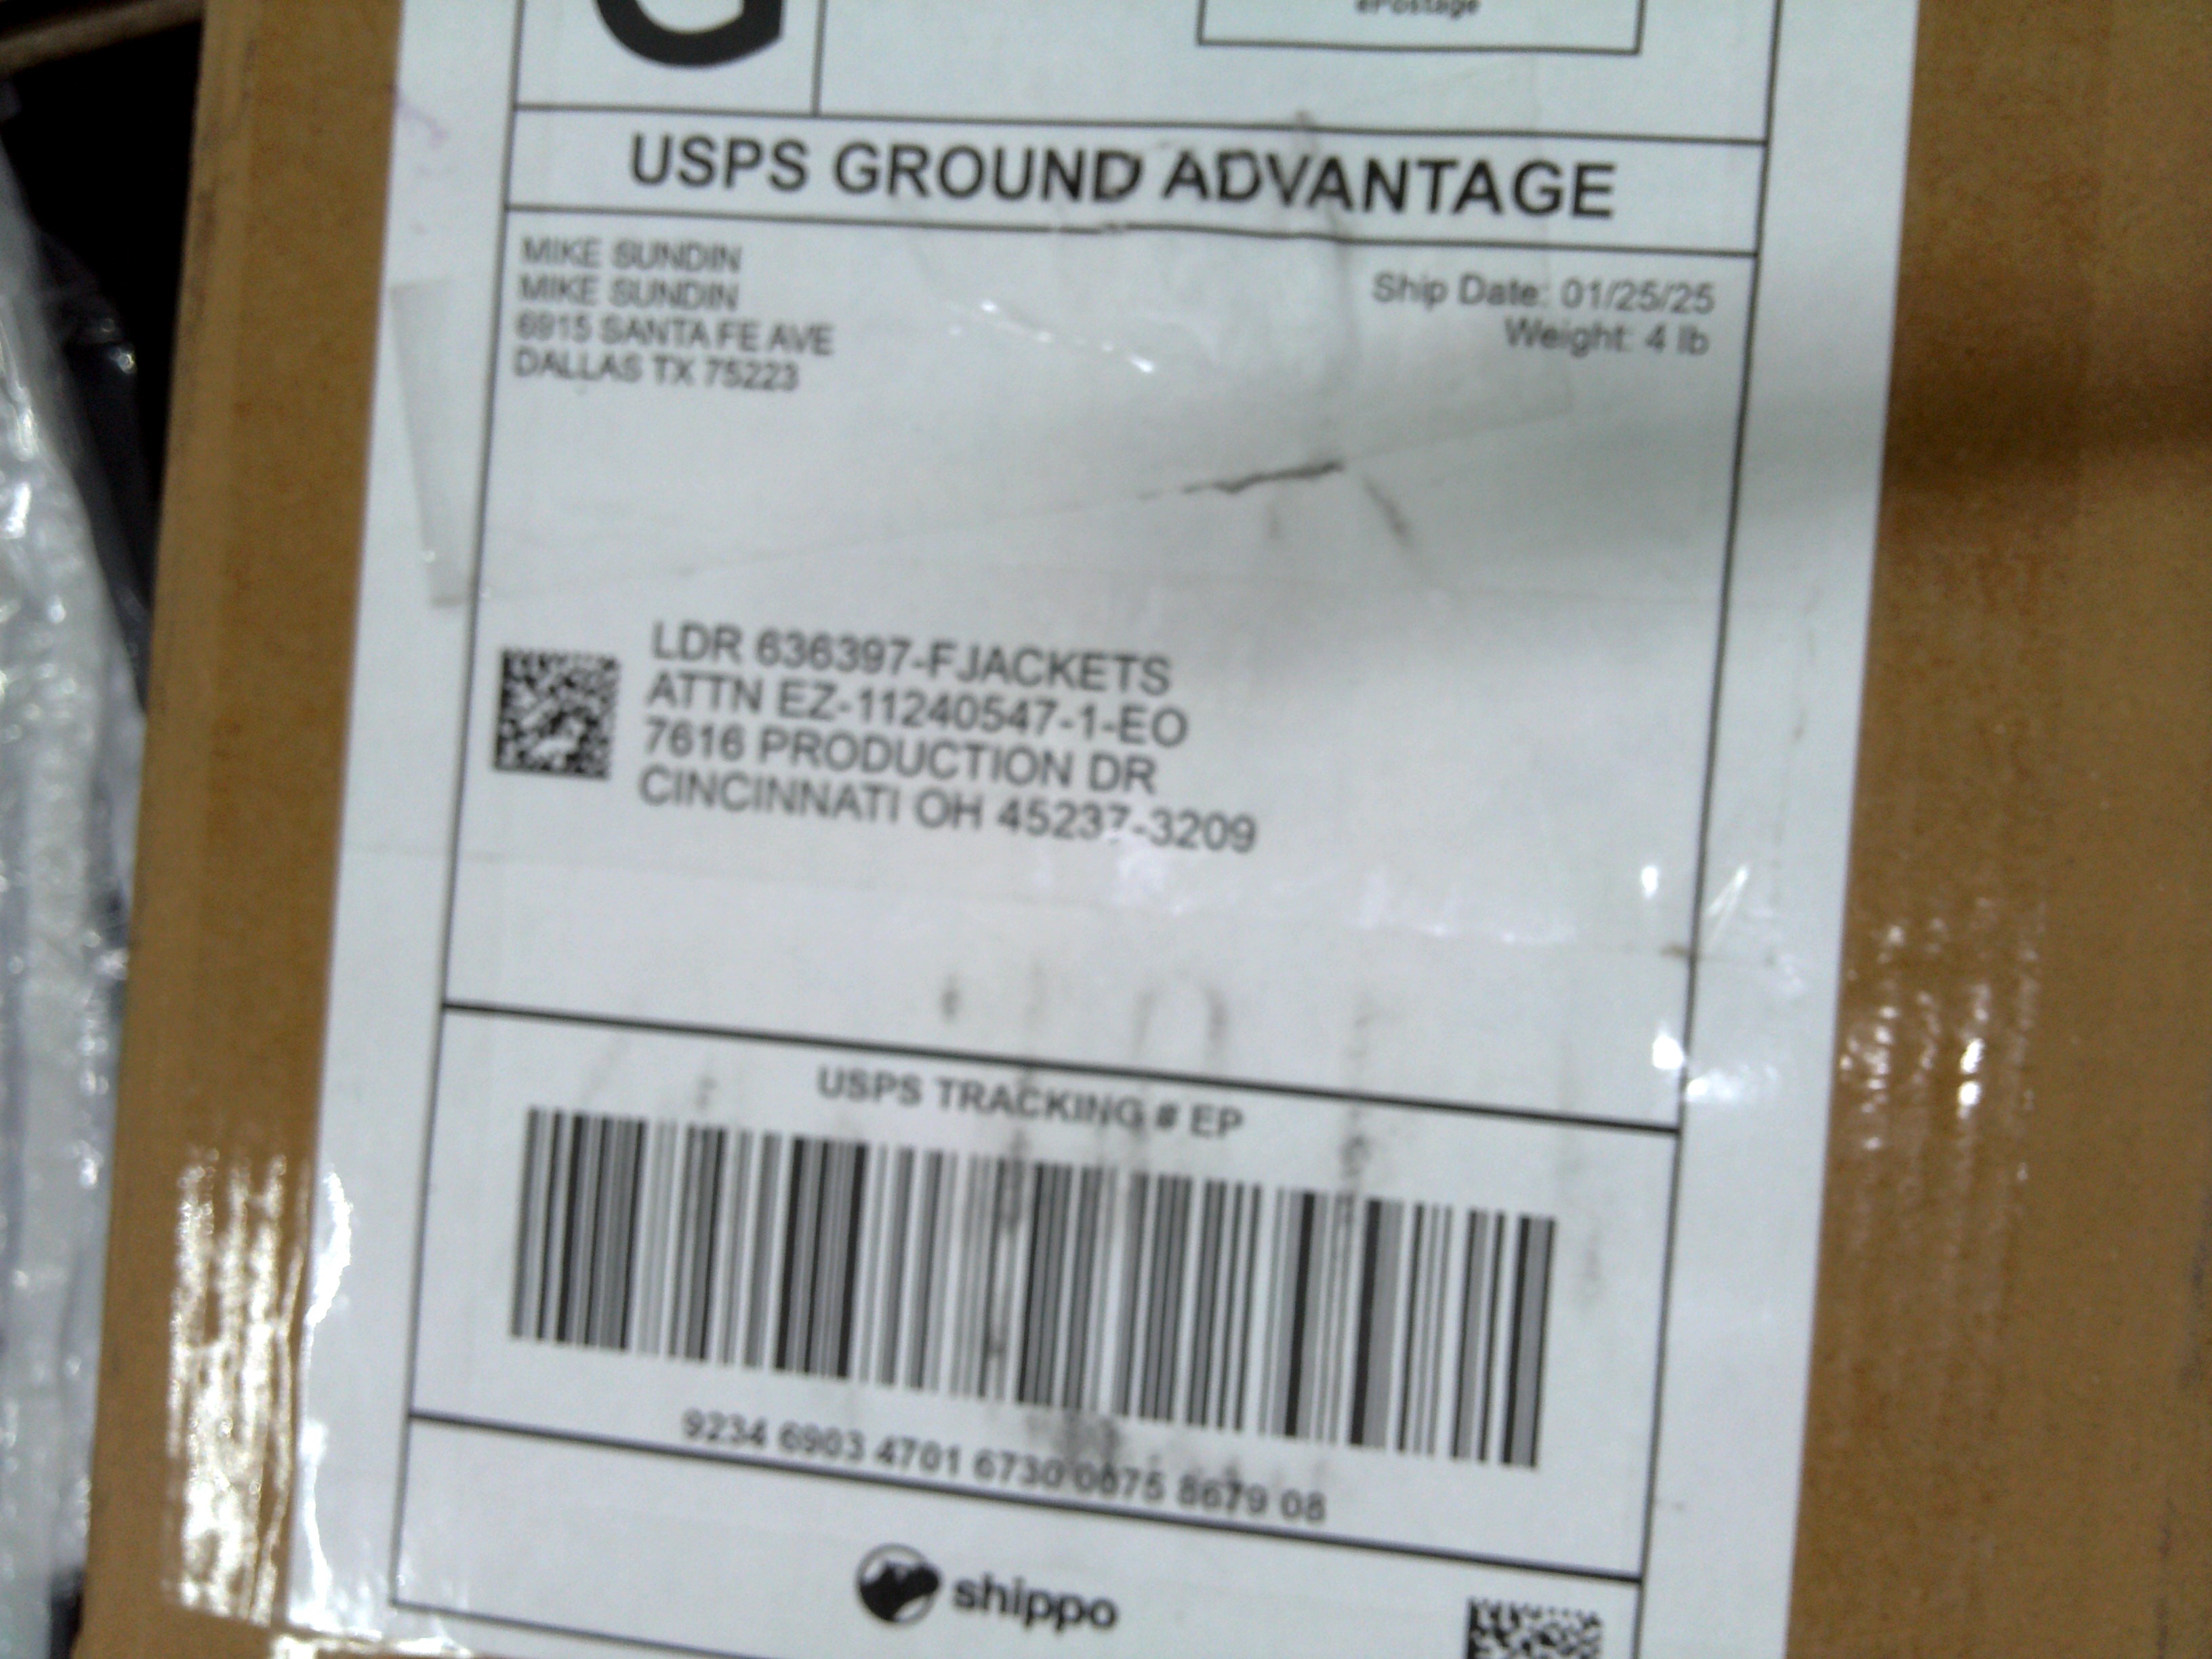 G
ePostage
USPS GROUND ADVANTAGE
MIKE SUNDIN
MIKE SUNDIN
6915 SANTA FE AVE
DALLAS TX 75223
Ship Date: 01/25/25
Weight: 4 lb
LDR 636397-FJACKETS
ATTN EZ-11240547-1-EO
7616 PRODUCTION DR
CINCINNATI OH 45237-3209
USPS TRACKING # EP
9234 6903 4701 6730 0075 8679 08
shippo